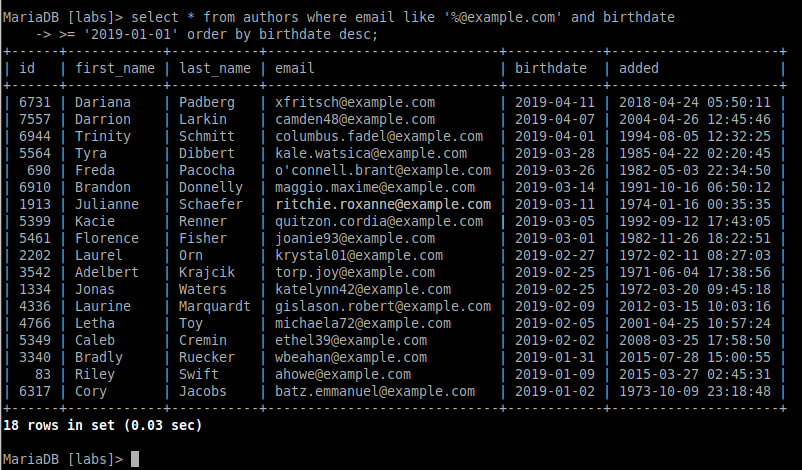 MariaDB [labs]> select * from authors where email like '%@example.com' and birthdate
    -> >= '2019-01-01' order by birthdate desc;
+------+------------+-----------+-----------------------------+------------+---------------------+
| id   | first_name | last_name | email                       | birthdate  | added               |
+------+------------+-----------+-----------------------------+------------+---------------------+
| 6731 | Dariana    | Padberg   | xfritsch@example.com        | 2019-04-11 | 2018-04-24 05:50:11 |
| 7557 | Darrion    | Larkin    | camden48@example.com        | 2019-04-07 | 2004-04-26 12:45:46 |
| 6944 | Trinity    | Schmitt   | columbus.fadel@example.com  | 2019-04-01 | 1994-08-05 12:32:25 |
| 5564 | Tyra       | Dibbert   | kale.watsica@example.com    | 2019-03-28 | 1985-04-22 02:20:45 |
|  690 | Freda      | Pacocha   | o'connell.brant@example.com | 2019-03-26 | 1982-05-03 22:34:50 |
| 6910 | Brandon    | Donnelly  | maggio.maxime@example.com   | 2019-03-14 | 1991-10-16 06:50:12 |
| 1913 | Julianne   | Schaefer  | ritchie.roxanne@example.com | 2019-03-11 | 1974-01-16 00:35:35 |
| 5399 | Kacie      | Renner    | quitzon.cordia@example.com  | 2019-03-05 | 1992-09-12 17:43:05 |
| 5461 | Florence   | Fisher    | joanie93@example.com        | 2019-03-01 | 1982-11-26 18:22:51 |
| 2202 | Laurel     | Orn       | krystal01@example.com       | 2019-02-27 | 1972-02-11 08:27:03 |
| 3542 | Adelbert   | Krajcik   | torp.joy@example.com        | 2019-02-25 | 1971-06-04 17:38:56 |
| 1334 | Jonas      | Waters    | katelynn42@example.com      | 2019-02-25 | 1972-03-20 09:45:18 |
| 4336 | Laurine    | Marquardt | gislason.robert@example.com | 2019-02-09 | 2012-03-15 10:03:16 |
| 4766 | Letha      | Toy       | michaela72@example.com      | 2019-02-05 | 2001-04-25 10:57:24 |
| 5349 | Caleb      | Cremin    | ethel39@example.com         | 2019-02-02 | 2008-03-25 17:58:50 |
| 3340 | Bradly     | Ruecker   | wbeahan@example.com         | 2019-01-31 | 2015-07-28 15:00:55 |
|   83 | Riley      | Swift     | ahowe@example.com           | 2019-01-09 | 2015-03-27 02:45:31 |
| 6317 | Cory       | Jacobs    | batz.emmanuel@example.com   | 2019-01-02 | 1973-10-09 23:18:48 |
+------+------------+-----------+-----------------------------+------------+---------------------+
18 rows in set (0.03 sec)
MariaDB [labs]>